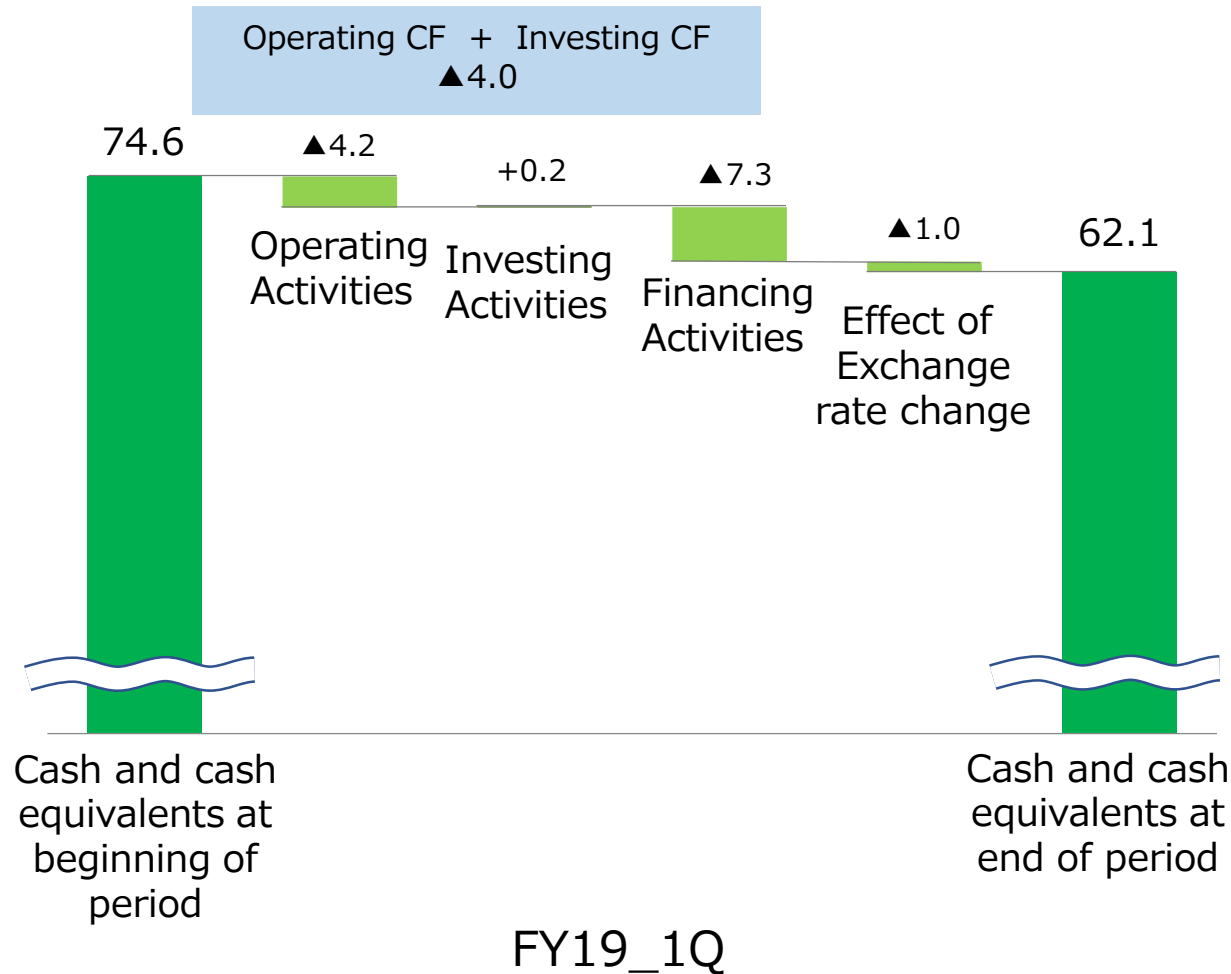 Operating CF + Investing CF
▲4.0
74.6
▲4.2
+0.2
▲7.3
▲1.0
62.1
Operating
Activities
Investing
Activities
Financing
Activities
Effect of
Exchange
rate change
Cash and cash
equivalents at
beginning of
period
Cash and cash
equivalents at
end of period
FY19_1Q